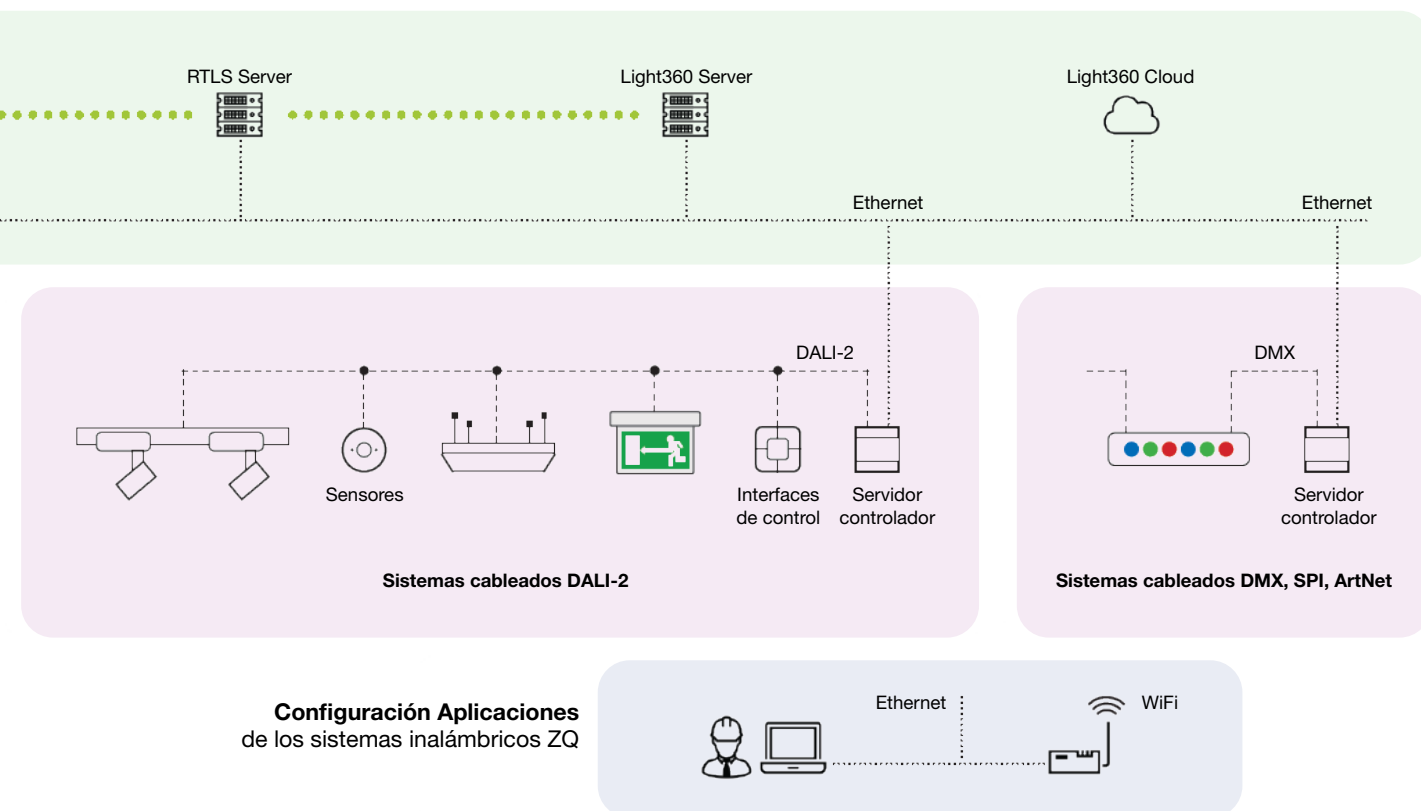 RTLS Server
Light360 Server
Light360 Cloud
Ethernet
Ethernet
DALI-2
DMX
Sensores
Interfaces
de control
Servidor
controlador
Servidor
controlador
Sistemas cableados DALI-2
Sistemas cableados DMX, SPI, ArtNet
Configuración Aplicaciones
de los sistemas inalámbricos ZQ
Ethernet
WiFi